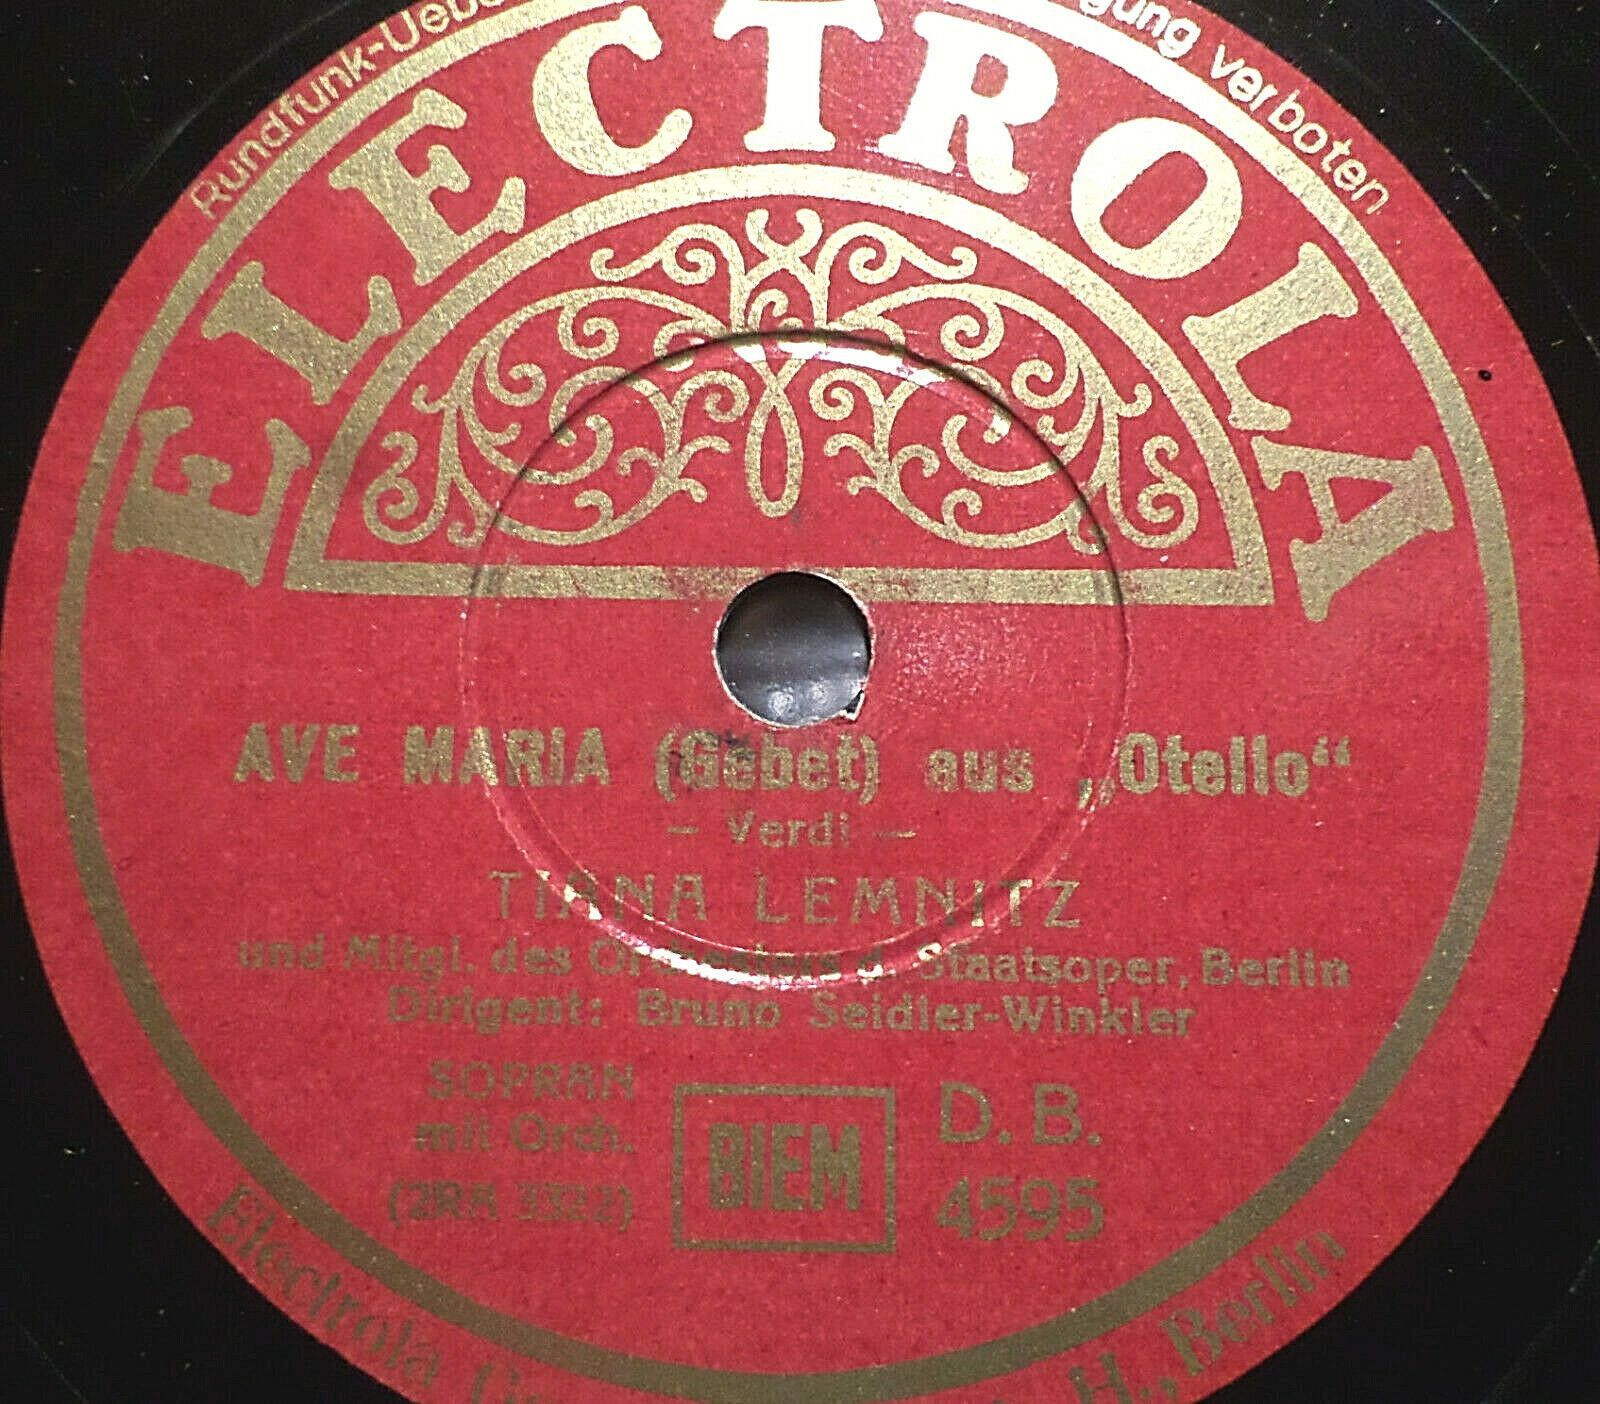 Rundfunk-Uebe
gung verboten
ELECTROLA
AVE MARIA (Gebet) aus „Otello“
– Verdi –
TIANA LEMNITZ
und Mitgl. des Orchesters d. Staatsoper, Berlin
Dirigent: Bruno Seidler-Winkler
SOPRAN
mit Orch.
(2RA 3322)
BIEM
D. B.
4595
Electrola
H., Berlin